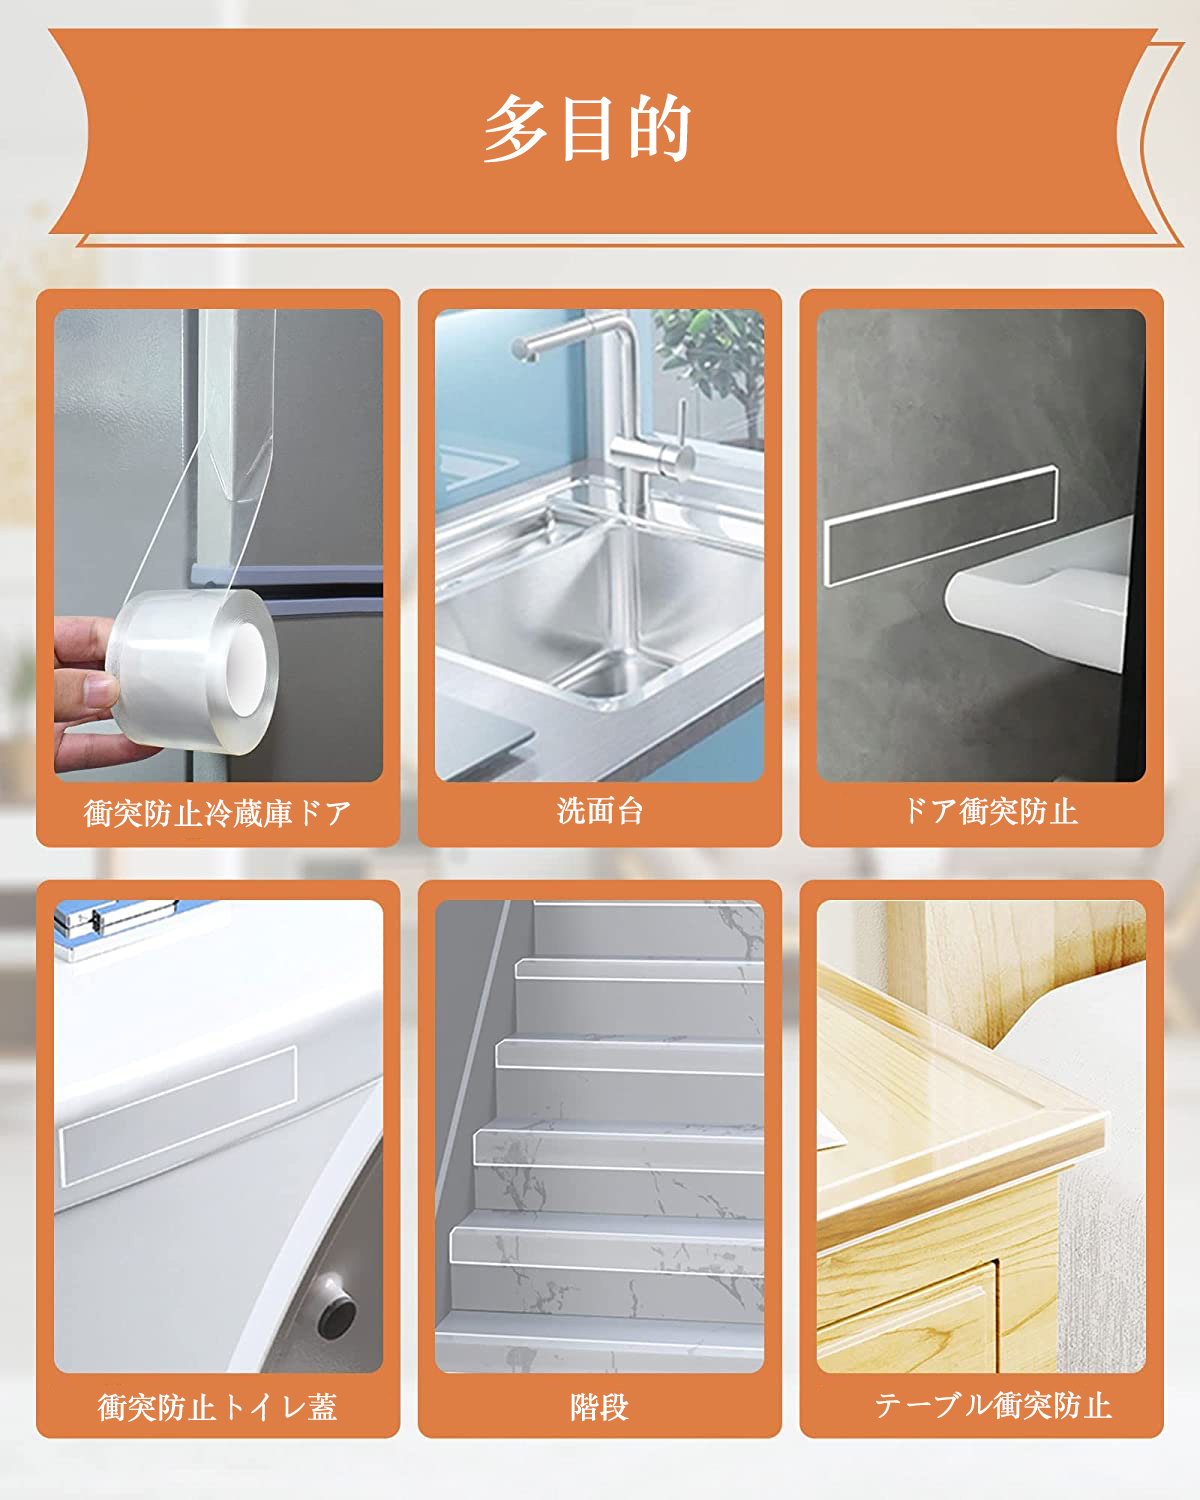 多目的
衝突防止冷蔵庫ドア
洗面台
ドア衝突防止
衝突防止トイレ蓋
階段
テーブル衝突防止